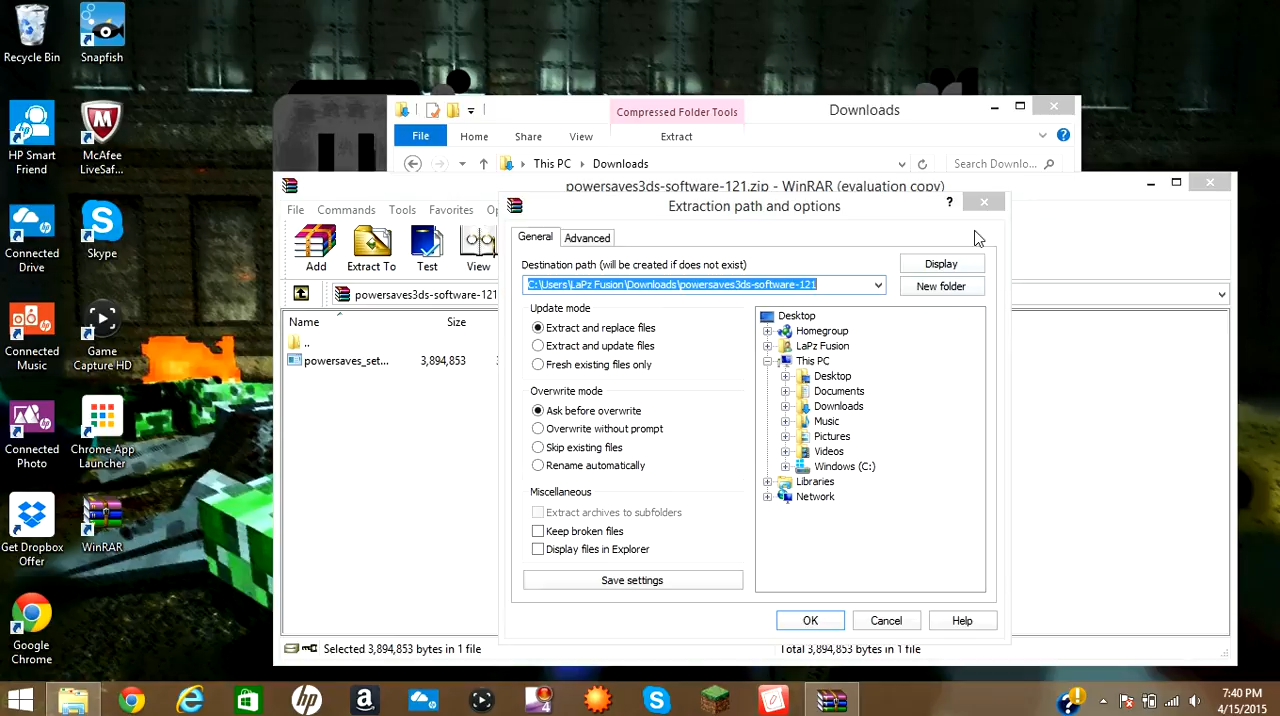 Recycle Bin
Snapfish
HP Smart
Friend
McAfee
LiveSaf...
Connected
Drive
Skype
Connected
Music
Game
Capture HD
Connected
Photo
Chrome App
Launcher
Get Dropbox
Offer
WinRAR
Google
Chrome
Compressed Folder Tools
Downloads
File
Home
Share
View
Extract
This PC
Downloads
Search Downlo...
powersaves3ds-software-121.zip - WinRAR (evaluation copy)
File
Commands
Tools
Favorites
Add
Extract To
Test
View
powersaves3ds-software-121
Name
Size
..
powersaves_set...
3,894,853
Selected 3,894,853 bytes in 1 file
Total 3,894,853 bytes in 1 file
Extraction path and options
?
General
Advanced
Destination path (will be created if does not exist)
Display
C:\Users\LaPz Fusion\Downloads\powersaves3ds-software-121
New folder
Update mode
Extract and replace files
Extract and update files
Fresh existing files only
Overwrite mode
Ask before overwrite
Overwrite without prompt
Skip existing files
Rename automatically
Miscellaneous
Extract archives to subfolders
Keep broken files
Display files in Explorer
Save settings
Desktop
Homegroup
LaPz Fusion
This PC
Desktop
Documents
Downloads
Music
Pictures
Videos
Windows (C:)
Libraries
Network
OK
Cancel
Help
7:40 PM
4/15/2015